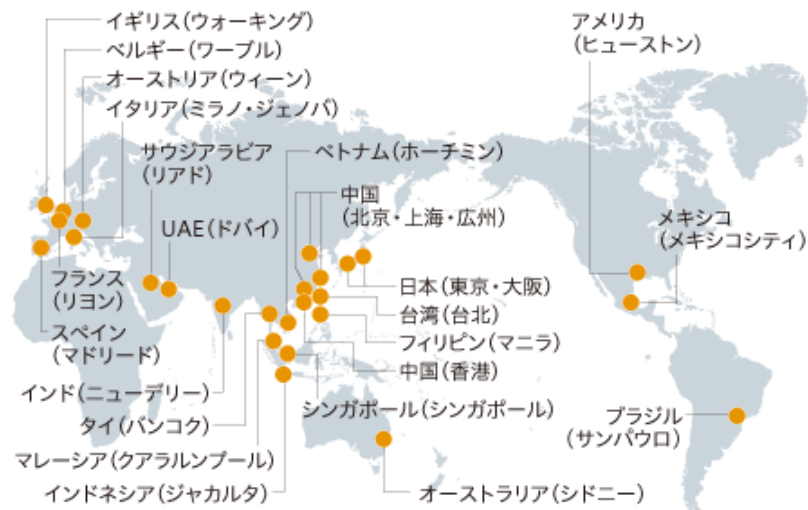 イギリス(ウォーキング)
ベルギー(ワーブル)
オーストリア(ウィーン)
イタリア(ミラノ・ジェノバ)
サウジアラビア
(リアド)
UAE(ドバイ)
ベトナム(ホーチミン)
中国
(北京・上海・広州)
アメリカ
(ヒューストン)
メキシコ
(メキシコシティ)
フランス
(リヨン)
スペイン
(マドリード)
日本(東京・大阪)
台湾(台北)
フィリピン(マニラ)
中国(香港)
インド(ニューデリー)
タイ(バンコク)
マレーシア(クアラルンプール)
インドネシア(ジャカルタ)
シンガポール(シンガポール)
オーストラリア(シドニー)
ブラジル
(サンパウロ)